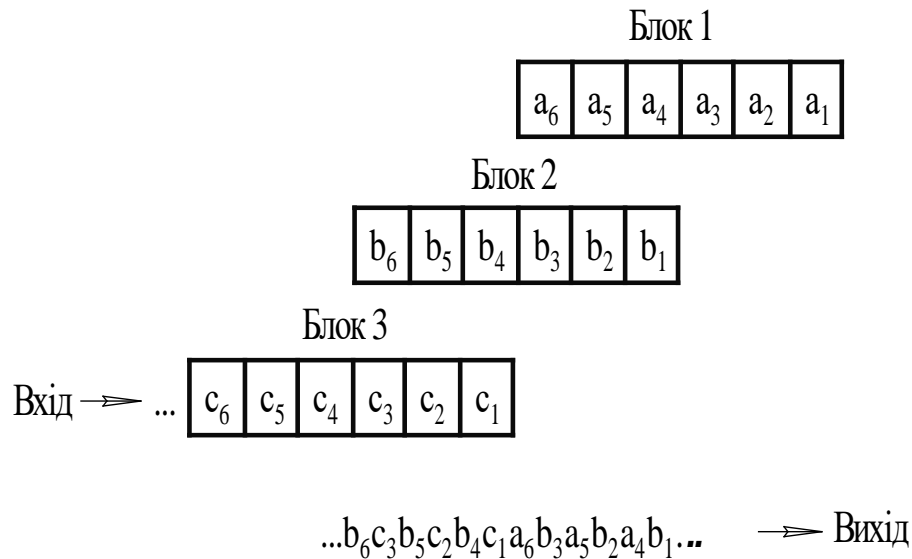 Блок 1
a₆ a₅ a₄ a₃ a₂ a₁
Блок 2
b₆ b₅ b₄ b₃ b₂ b₁
Блок 3
Вхід → ... c₆ c₅ c₄ c₃ c₂ c₁
...b₆c₃b₅c₂b₄c₁a₆b₃a₅b₂a₄b₁... → Вихід